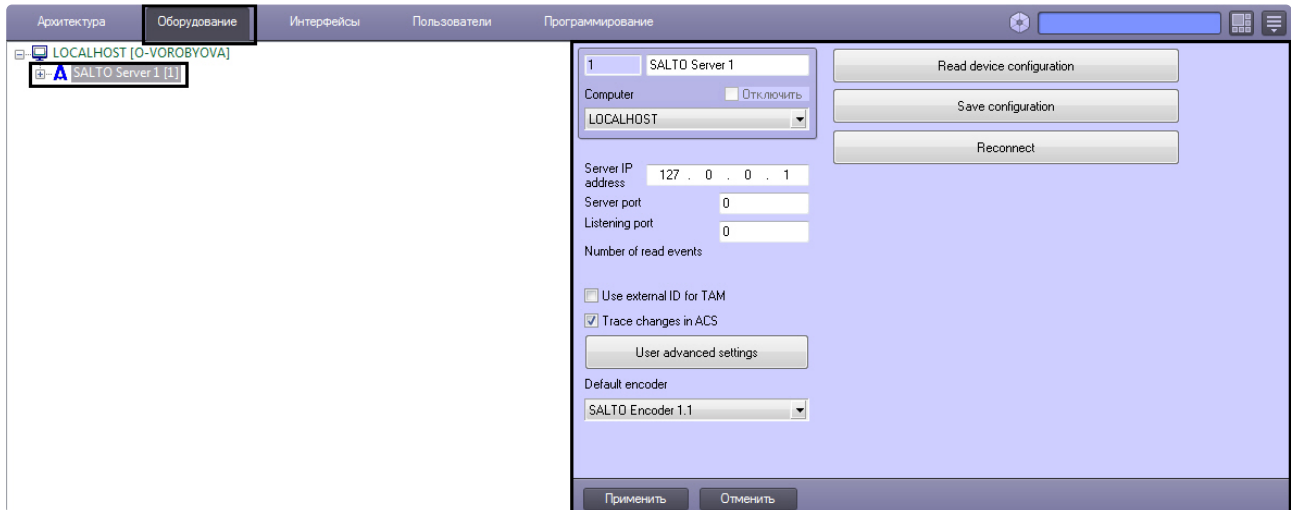 Архитектура Оборудование Интерфейсы Пользователи Программирование
LOCALHOST [O-VOROBYOVA]
SALTO Server 1 [1]
1 SALTO Server 1
Computer Отключить
LOCALHOST
Server IP address 127 . 0 . 0 . 1
Server port 0
Listening port 0
Number of read events
Use external ID for TAM
Trace changes in ACS
User advanced settings
Default encoder
SALTO Encoder 1.1
Read device configuration
Save configuration
Reconnect
Применить Отменить